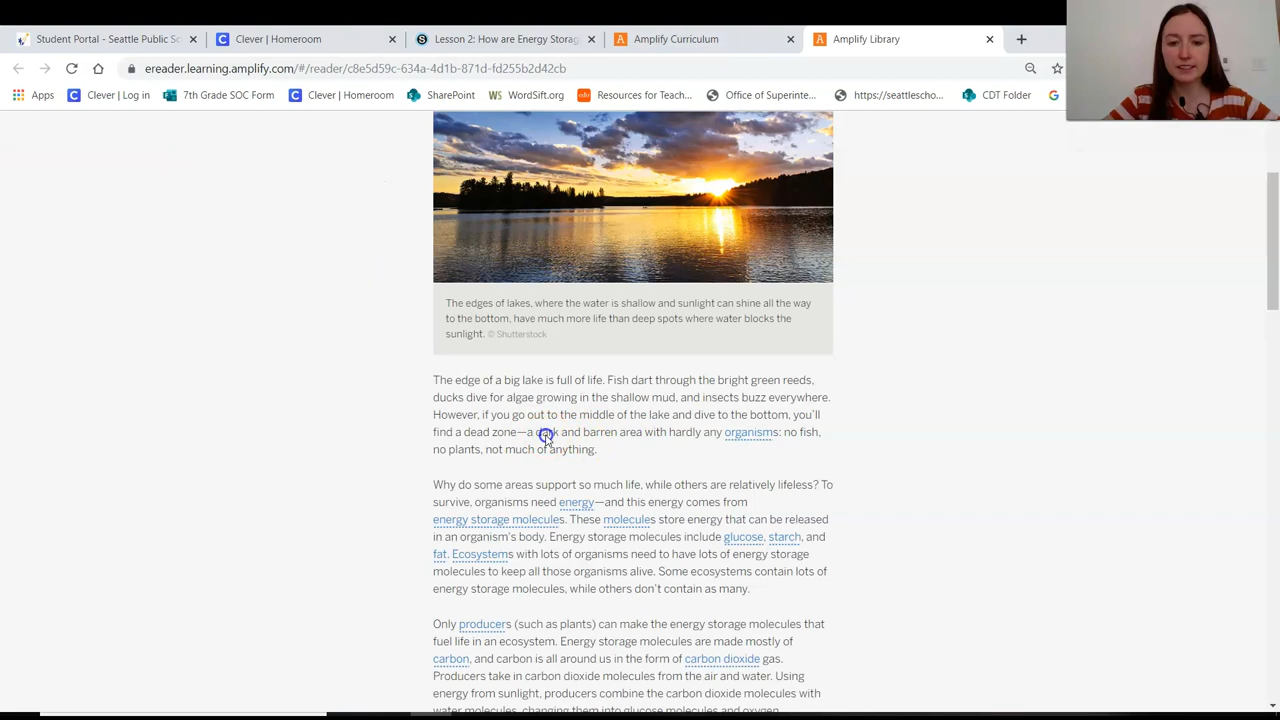 Student Portal - Seattle Public Sc
Clever | Homeroom
Lesson 2: How are Energy Storag
Amplify Curriculum
Amplify Library
ereader.learning.amplify.com/#/reader/c8e5d59c-634a-4d1b-871d-fd255b2d42cb
Apps
Clever | Log in
7th Grade SOC Form
Clever | Homeroom
SharePoint
WordSift.org
Resources for Teach...
Office of Superinte...
https://seattlescho...
CDT Folder
The edges of lakes, where the water is shallow and sunlight can shine all the way
to the bottom, have much more life than deep spots where water blocks the
sunlight. © Shutterstock
The edge of a big lake is full of life. Fish dart through the bright green reeds,
ducks dive for algae growing in the shallow mud, and insects buzz everywhere.
However, if you go out to the middle of the lake and dive to the bottom, you'll
find a dead zone—a dark and barren area with hardly any organisms: no fish,
no plants, not much of anything.
Why do some areas support so much life, while others are relatively lifeless? To
survive, organisms need energy—and this energy comes from
energy storage molecules. These molecules store energy that can be released
in an organism's body. Energy storage molecules include glucose, starch, and
fat. Ecosystems with lots of organisms need to have lots of energy storage
molecules to keep all those organisms alive. Some ecosystems contain lots of
energy storage molecules, while others don't contain as many.
Only producers (such as plants) can make the energy storage molecules that
fuel life in an ecosystem. Energy storage molecules are made mostly of
carbon, and carbon is all around us in the form of carbon dioxide gas.
Producers take in carbon dioxide molecules from the air and water. Using
energy from sunlight, producers combine the carbon dioxide molecules with
water molecules, changing them into glucose molecules and oxygen